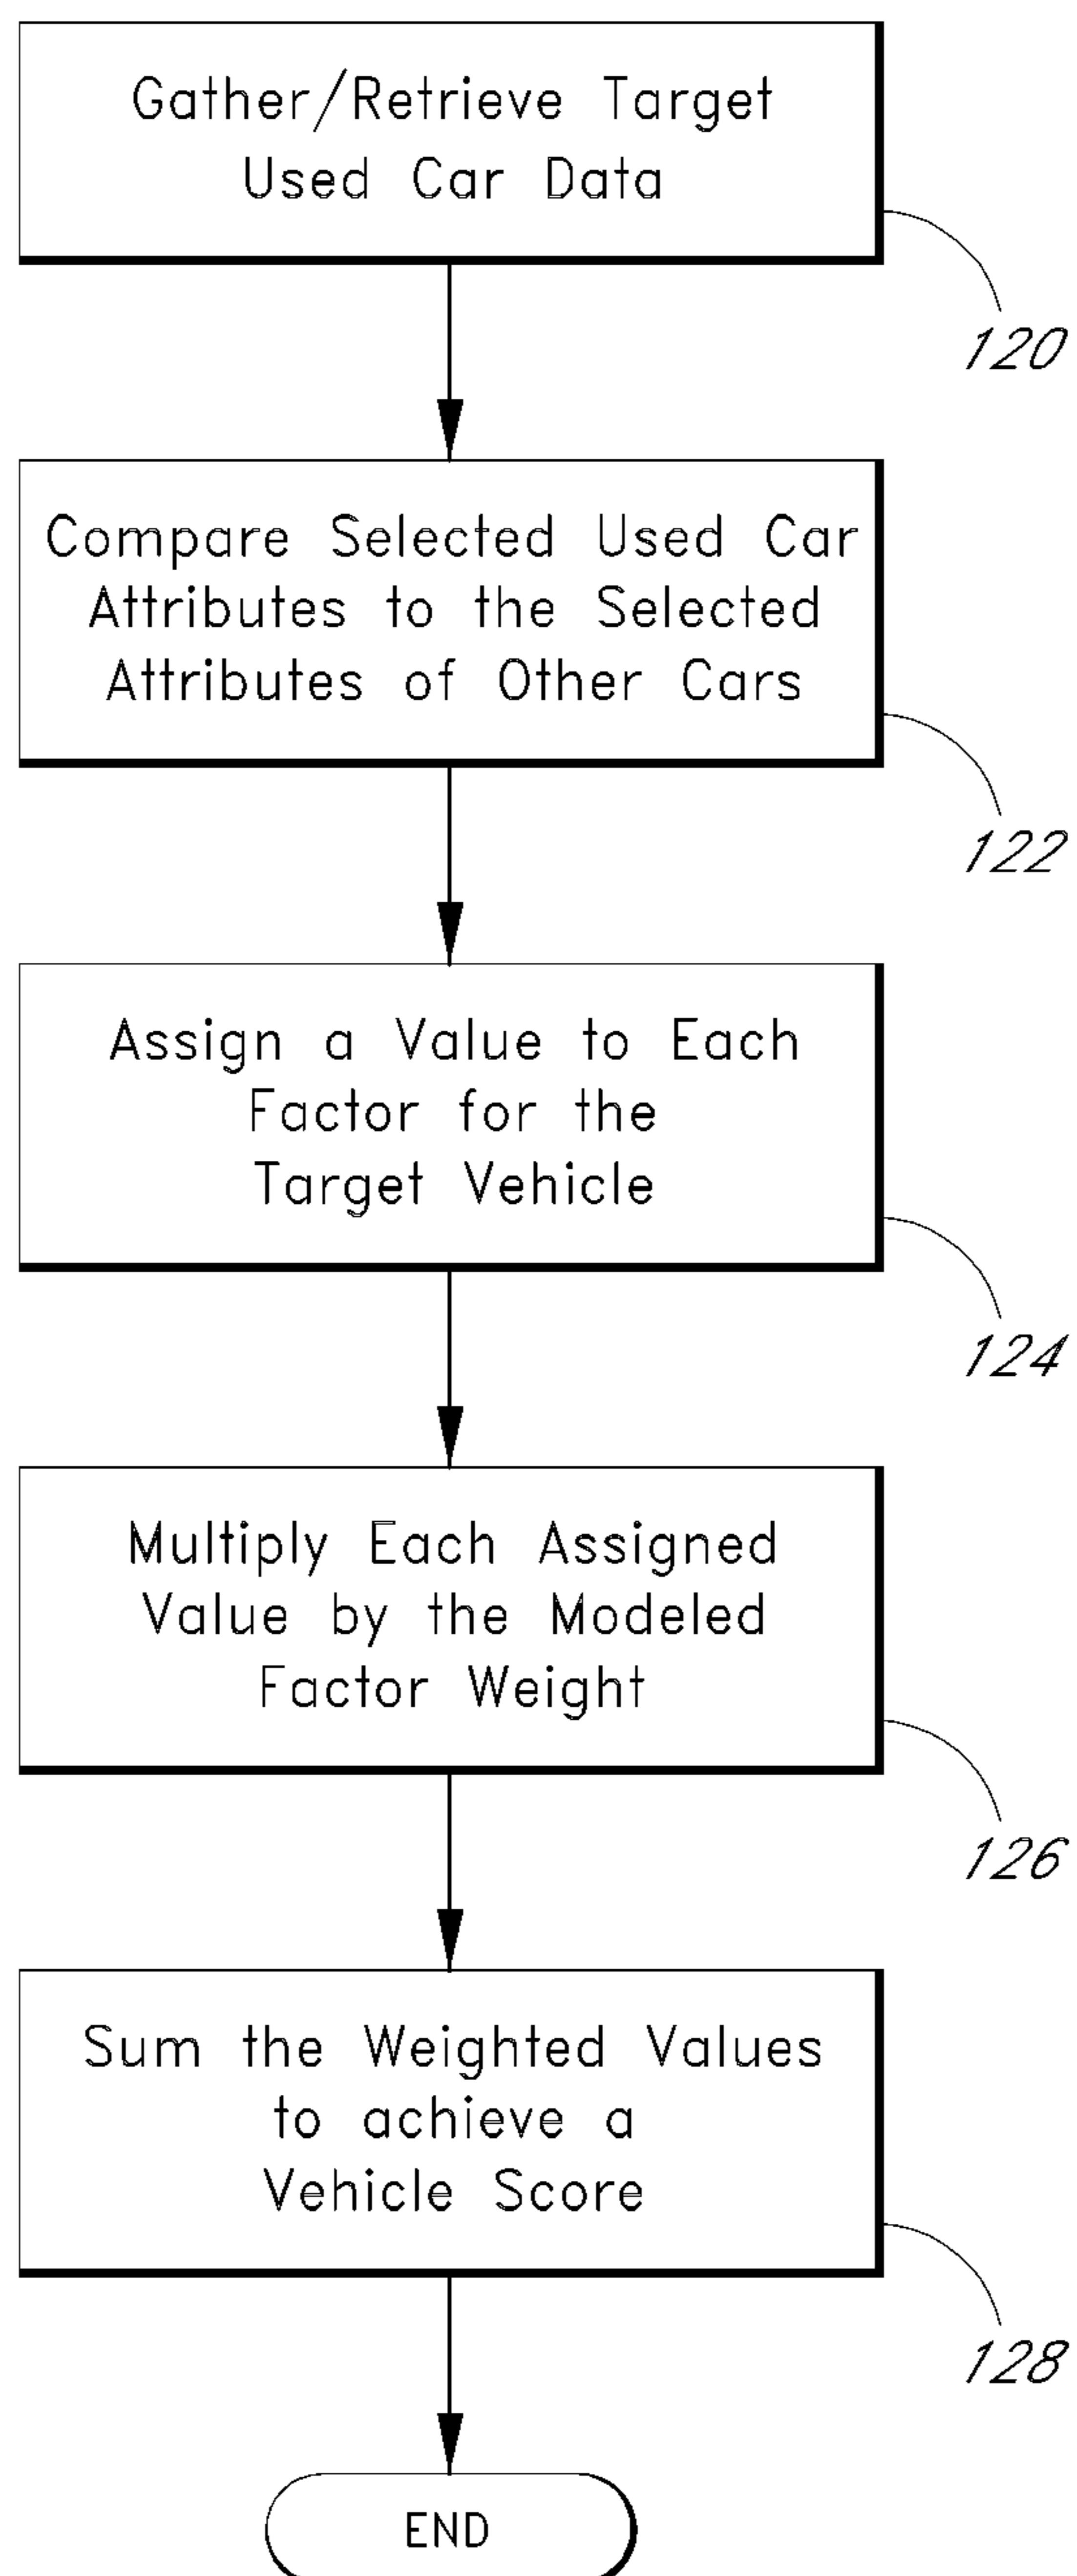 Gather/Retrieve Target
Used Car Data
120
Compare Selected Used Car
Attributes to the Selected
Attributes of Other Cars
122
Assign a Value to Each
Factor for the
Target Vehicle
124
Multiply Each Assigned
Value by the Modeled
Factor Weight
126
Sum the Weighted Values
to achieve a
Vehicle Score
128
END